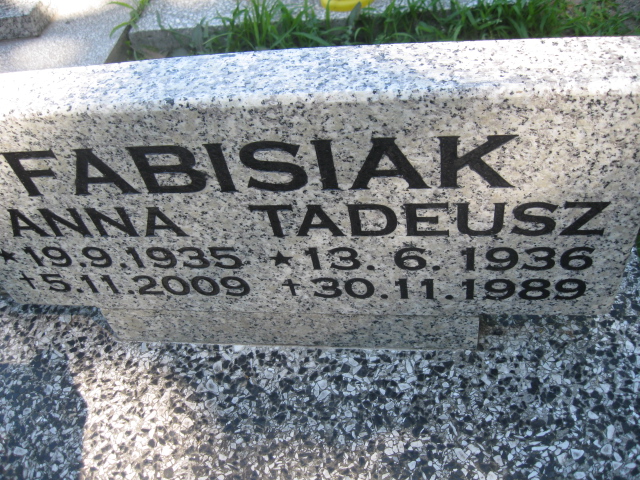 FABISIAK
ANNA TADEUSZ
★19.9.1935 ★13.6.1936
†5.11.2009 †30.11.1989